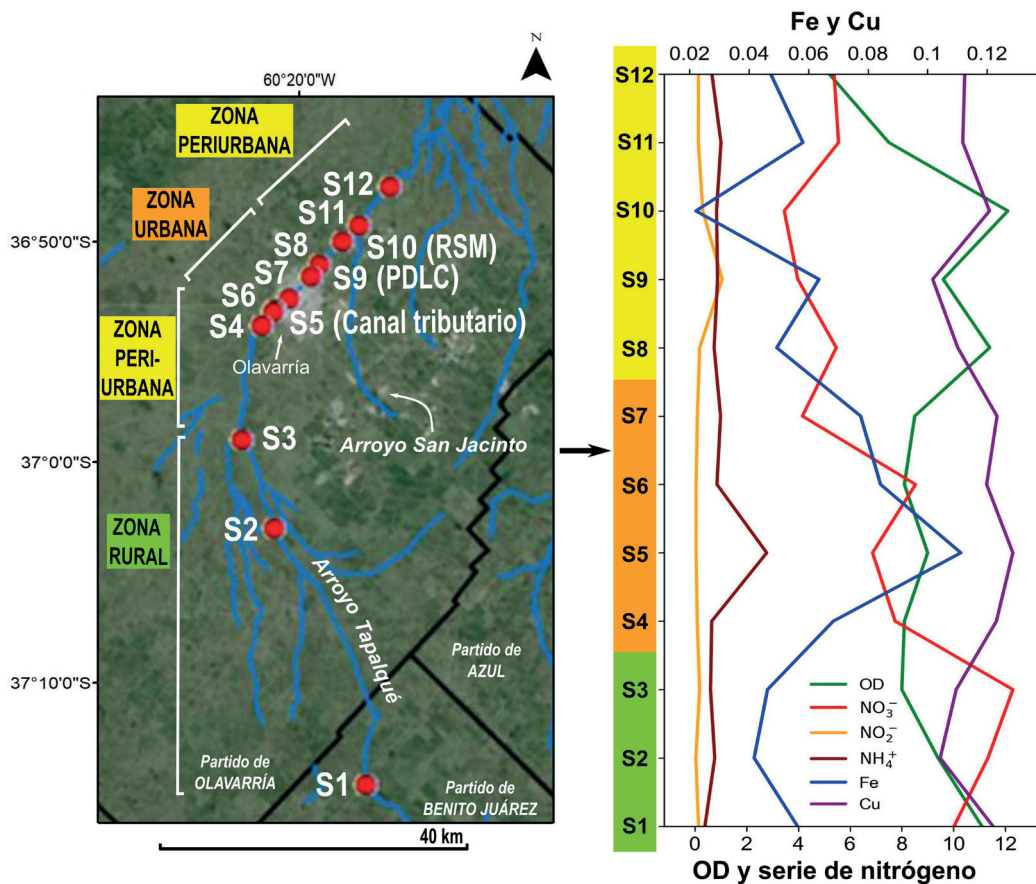 N
60°20'0"W
ZONA
PERIURBANA
ZONA
URBANA
ZONA
PERI-
URBANA
ZONA
RURAL
36°50'0"S
37°0'0"S
37°10'0"S
S12
S11
S10 (RSM)
S8
S9 (PDLC)
S7
S6
S5 (Canal tributario)
S4
Olavarría
Arroyo San Jacinto
S3
S2
Arroyo Tapalqué
Partido de
AZUL
Partido de
OLAVARRÍA
S1
Partido de
BENITO JUÁREZ
40 km
Fe y Cu
0.02 0.04 0.06 0.08 0.1 0.12
S12
S11
S10
S9
S8
S7
S6
S5
S4
S3
S2
S1
OD
NO₃⁻
NO₂⁻
NH₄⁺
Fe
Cu
0 2 4 6 8 10 12
OD y serie de nitrógeno